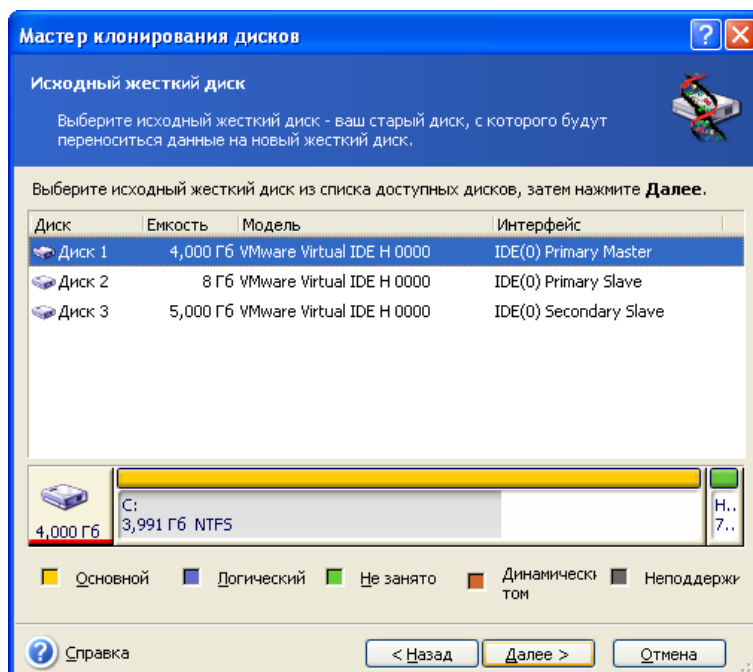 Мастер клонирования дисков
Исходный жесткий диск
Выберите исходный жесткий диск - ваш старый диск, с которого будут
переноситься данные на новый жесткий диск.
Выберите исходный жесткий диск из списка доступных дисков, затем нажмите Далее.
Диск Емкость Модель Интерфейс
Диск 1 4,000 Гб VMware Virtual IDE H 0000 IDE(0) Primary Master
Диск 2 8 Гб VMware Virtual IDE H 0000 IDE(0) Primary Slave
Диск 3 5,000 Гб VMware Virtual IDE H 0000 IDE(0) Secondary Slave
C: Н..
4,000 Гб 3,991 Гб NTFS 7..
Основной Логический Не занято Динамически Неподдержи
том
Справка < Назад Далее > Отмена